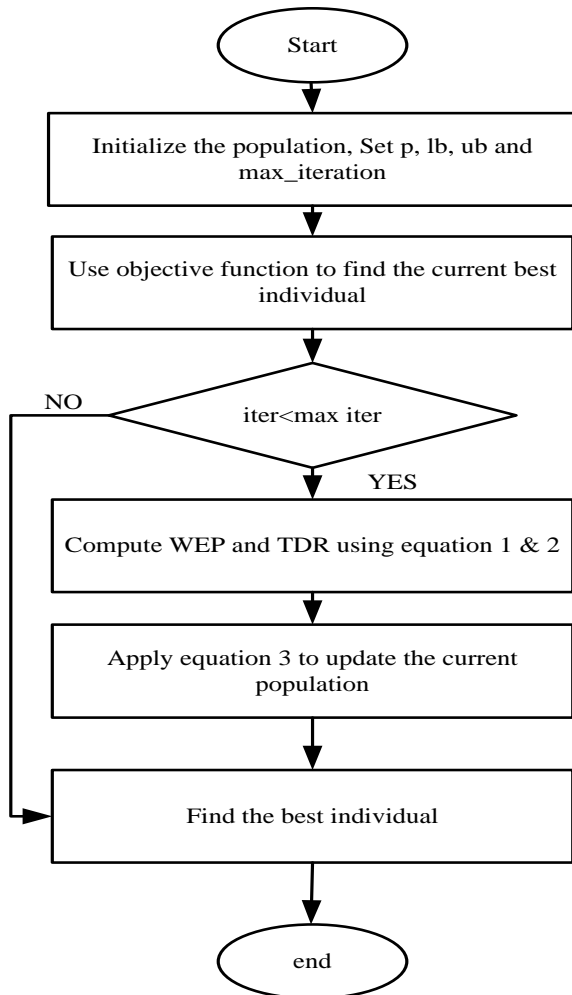 Start
Initialize the population, Set p, lb, ub and
max_iteration
Use objective function to find the current best
individual
NO
iter<max iter
YES
Compute WEP and TDR using equation 1 & 2
Apply equation 3 to update the current
population
Find the best individual
end